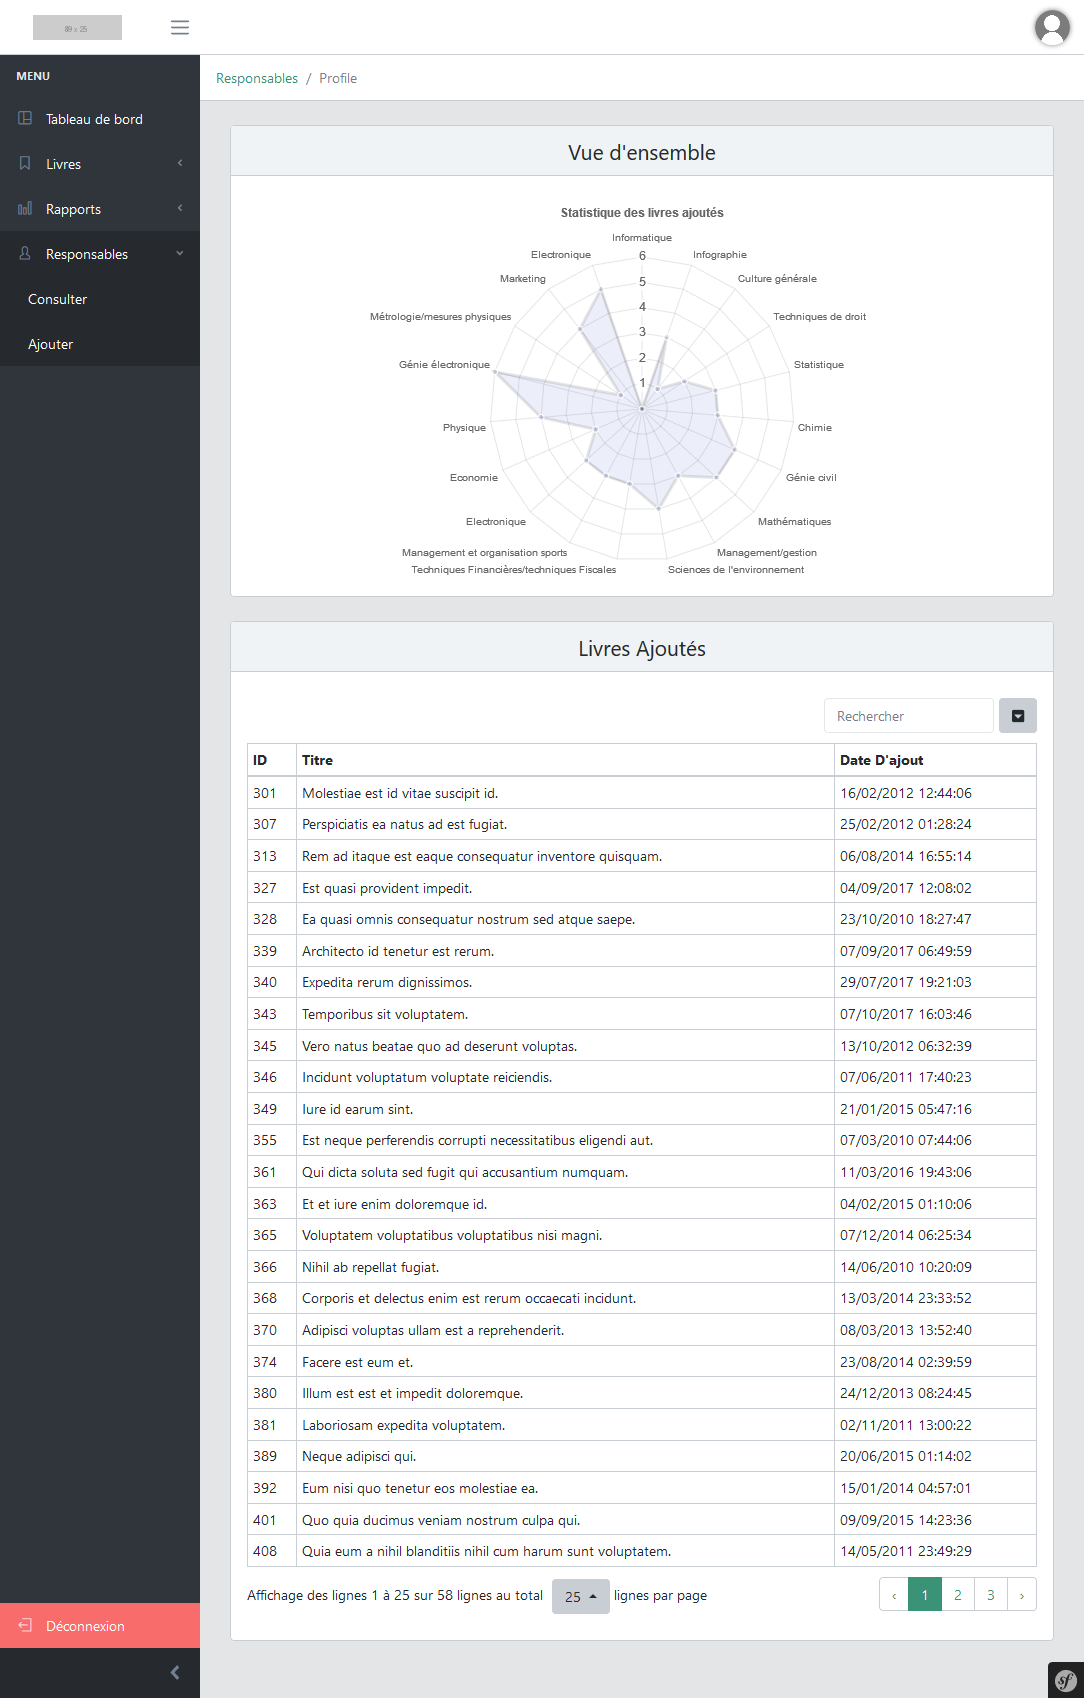 89 x 25
MENU
Tableau de bord
Livres
Rapports
Responsables
Consulter
Ajouter
Déconnexion
Responsables / Profile
Vue d'ensemble
Statistique des livres ajoutés
Informatique
Infographie
Culture générale
Techniques de droit
Statistique
Chimie
Génie civil
Mathématiques
Management/gestion
Sciences de l'environnement
Techniques Financières/techniques Fiscales
Management et organisation sports
Electronique
Economie
Physique
Génie électronique
Métrologie/mesures physiques
Marketing
Electronique
6
5
4
3
2
1
Livres Ajoutés
Rechercher
ID Titre Date D'ajout
301 Molestiae est id vitae suscipit id. 16/02/2012 12:44:06
307 Perspiciatis ea natus ad est fugiat. 25/02/2012 01:28:24
313 Rem ad itaque est eaque consequatur inventore quisquam. 06/08/2014 16:55:14
327 Est quasi provident impedit. 04/09/2017 12:08:02
328 Ea quasi omnis consequatur nostrum sed atque saepe. 23/10/2010 18:27:47
339 Architecto id tenetur est rerum. 07/09/2017 06:49:59
340 Expedita rerum dignissimos. 29/07/2017 19:21:03
343 Temporibus sit voluptatem. 07/10/2017 16:03:46
345 Vero natus beatae quo ad deserunt voluptas. 13/10/2012 06:32:39
346 Incidunt voluptatum voluptate reiciendis. 07/06/2011 17:40:23
349 Iure id earum sint. 21/01/2015 05:47:16
355 Est neque perferendis corrupti necessitatibus eligendi aut. 07/03/2010 07:44:06
361 Qui dicta soluta sed fugit qui accusantium numquam. 11/03/2016 19:43:06
363 Et et iure enim doloremque id. 04/02/2015 01:10:06
365 Voluptatem voluptatibus voluptatibus nisi magni. 07/12/2014 06:25:34
366 Nihil ab repellat fugiat. 14/06/2010 10:20:09
368 Corporis et delectus enim est rerum occaecati incidunt. 13/03/2014 23:33:52
370 Adipisci voluptas ullam est a reprehenderit. 08/03/2013 13:52:40
374 Facere est eum et. 23/08/2014 02:39:59
380 Illum est est et impedit doloremque. 24/12/2013 08:24:45
381 Laboriosam expedita voluptatem. 02/11/2011 13:00:22
389 Neque adipisci qui. 20/06/2015 01:14:02
392 Eum nisi quo tenetur eos molestiae ea. 15/01/2014 04:57:01
401 Quo quia ducimus veniam nostrum culpa qui. 09/09/2015 14:23:36
408 Quia eum a nihil blanditiis nihil cum harum sunt voluptatem. 14/05/2011 23:49:29
Affichage des lignes 1 à 25 sur 58 lignes au total 25 lignes par page
‹ 1 2 3 ›
sf